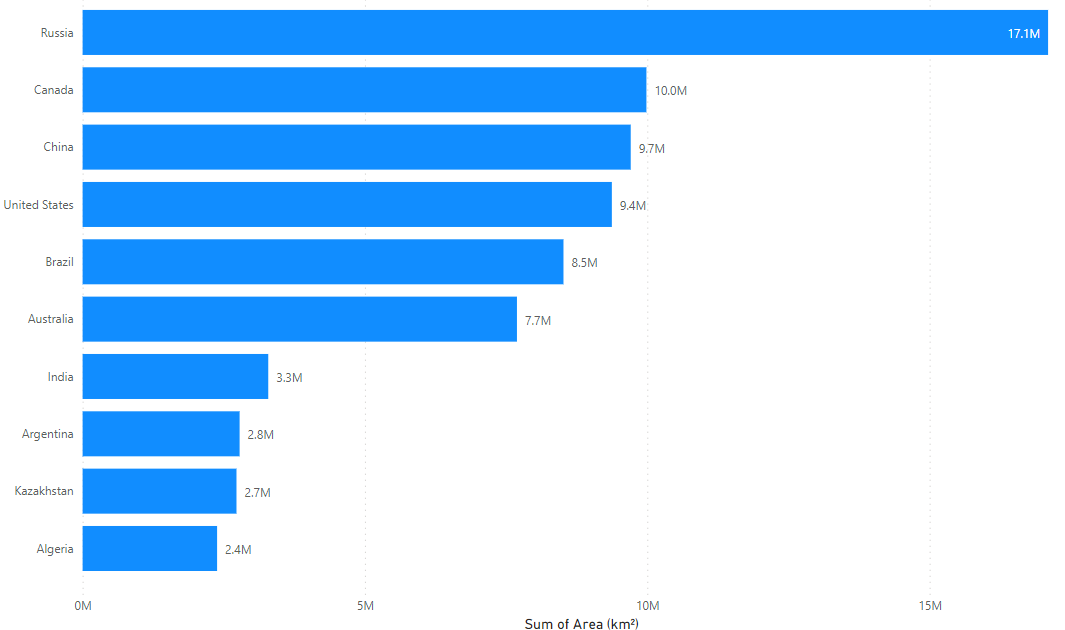 Russia 17.1M
Canada 10.0M
China 9.7M
United States 9.4M
Brazil 8.5M
Australia 7.7M
India 3.3M
Argentina 2.8M
Kazakhstan 2.7M
Algeria 2.4M
0M 5M 10M 15M
Sum of Area (km²)